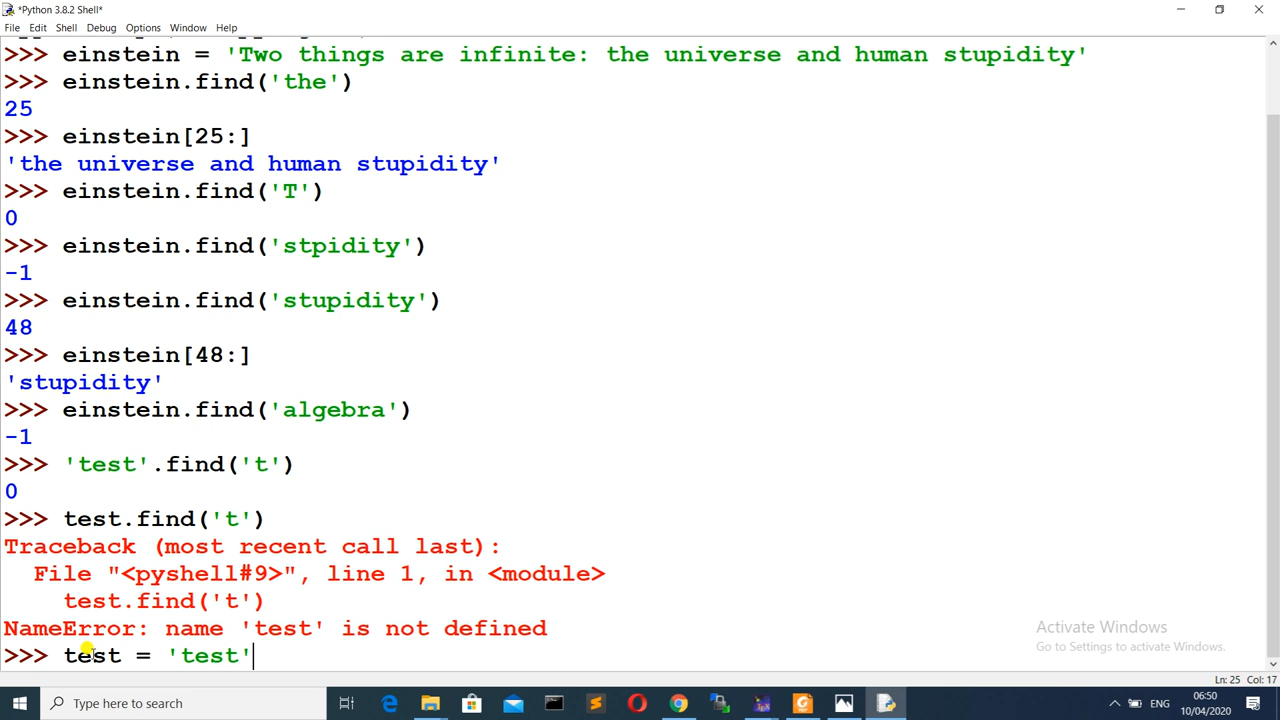 *Python 3.8.2 Shell*
File Edit Shell Debug Options Window Help
>>> einstein = 'Two things are infinite: the universe and human stupidity'
>>> einstein.find('the')
25
>>> einstein[25:]
'the universe and human stupidity'
>>> einstein.find('T')
0
>>> einstein.find('stpidity')
-1
>>> einstein.find('stupidity')
48
>>> einstein[48:]
'stupidity'
>>> einstein.find('algebra')
-1
>>> 'test'.find('t')
0
>>> test.find('t')
Traceback (most recent call last):
  File "<pyshell#9>", line 1, in <module>
    test.find('t')
NameError: name 'test' is not defined
>>> test = 'test'
Activate Windows
Go to Settings to activate Windows.
Ln: 25 Col: 17
Type here to search
ENG
06:50
10/04/2020